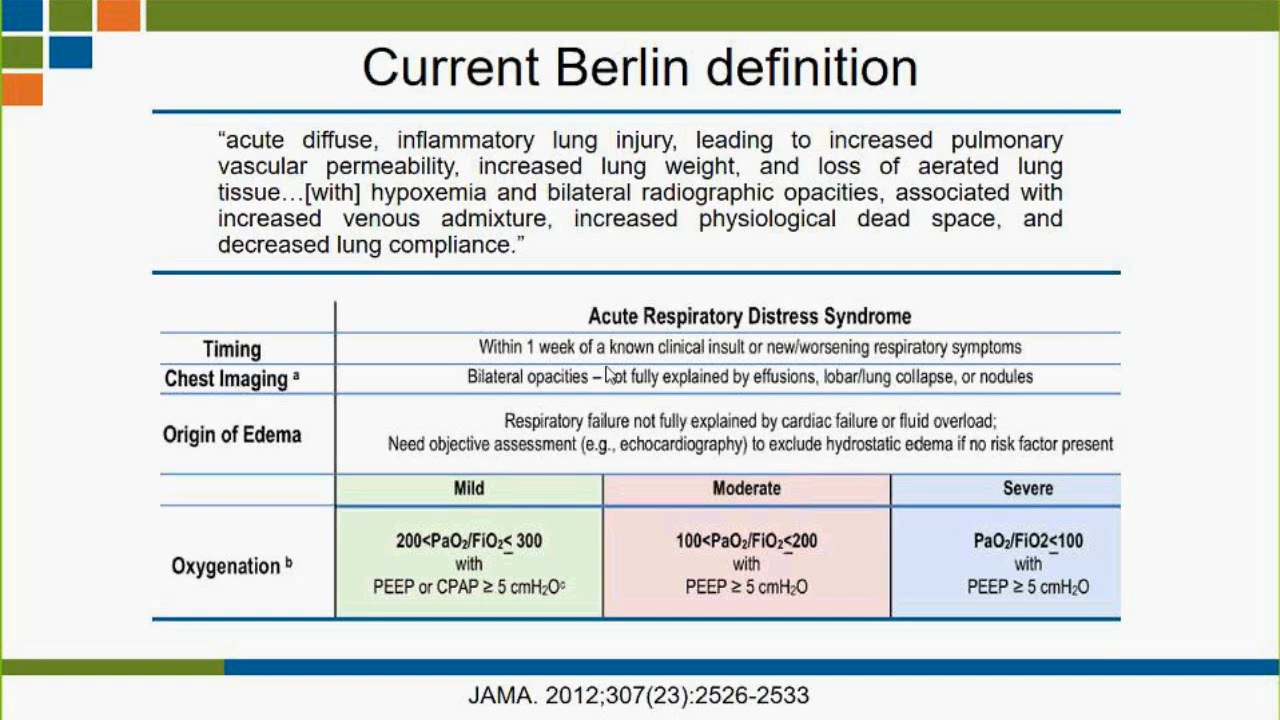 Current Berlin definition
“acute diffuse, inflammatory lung injury, leading to increased pulmonary
vascular permeability, increased lung weight, and loss of aerated lung
tissue…[with] hypoxemia and bilateral radiographic opacities, associated with
increased venous admixture, increased physiological dead space, and
decreased lung compliance.”
Acute Respiratory Distress Syndrome
Timing
Within 1 week of a known clinical insult or new/worsening respiratory symptoms
Chest Imaging ᵃ
Bilateral opacities – not fully explained by effusions, lobar/lung collapse, or nodules
Origin of Edema
Respiratory failure not fully explained by cardiac failure or fluid overload;
Need objective assessment (e.g., echocardiography) to exclude hydrostatic edema if no risk factor present
Mild
Moderate
Severe
Oxygenation ᵇ
200<PaO₂/FiO₂≤ 300
with
PEEP or CPAP ≥ 5 cmH₂Oᶜ
100<PaO₂/FiO₂≤200
with
PEEP ≥ 5 cmH₂O
PaO₂/FiO2≤100
with
PEEP ≥ 5 cmH₂O
JAMA. 2012;307(23):2526-2533